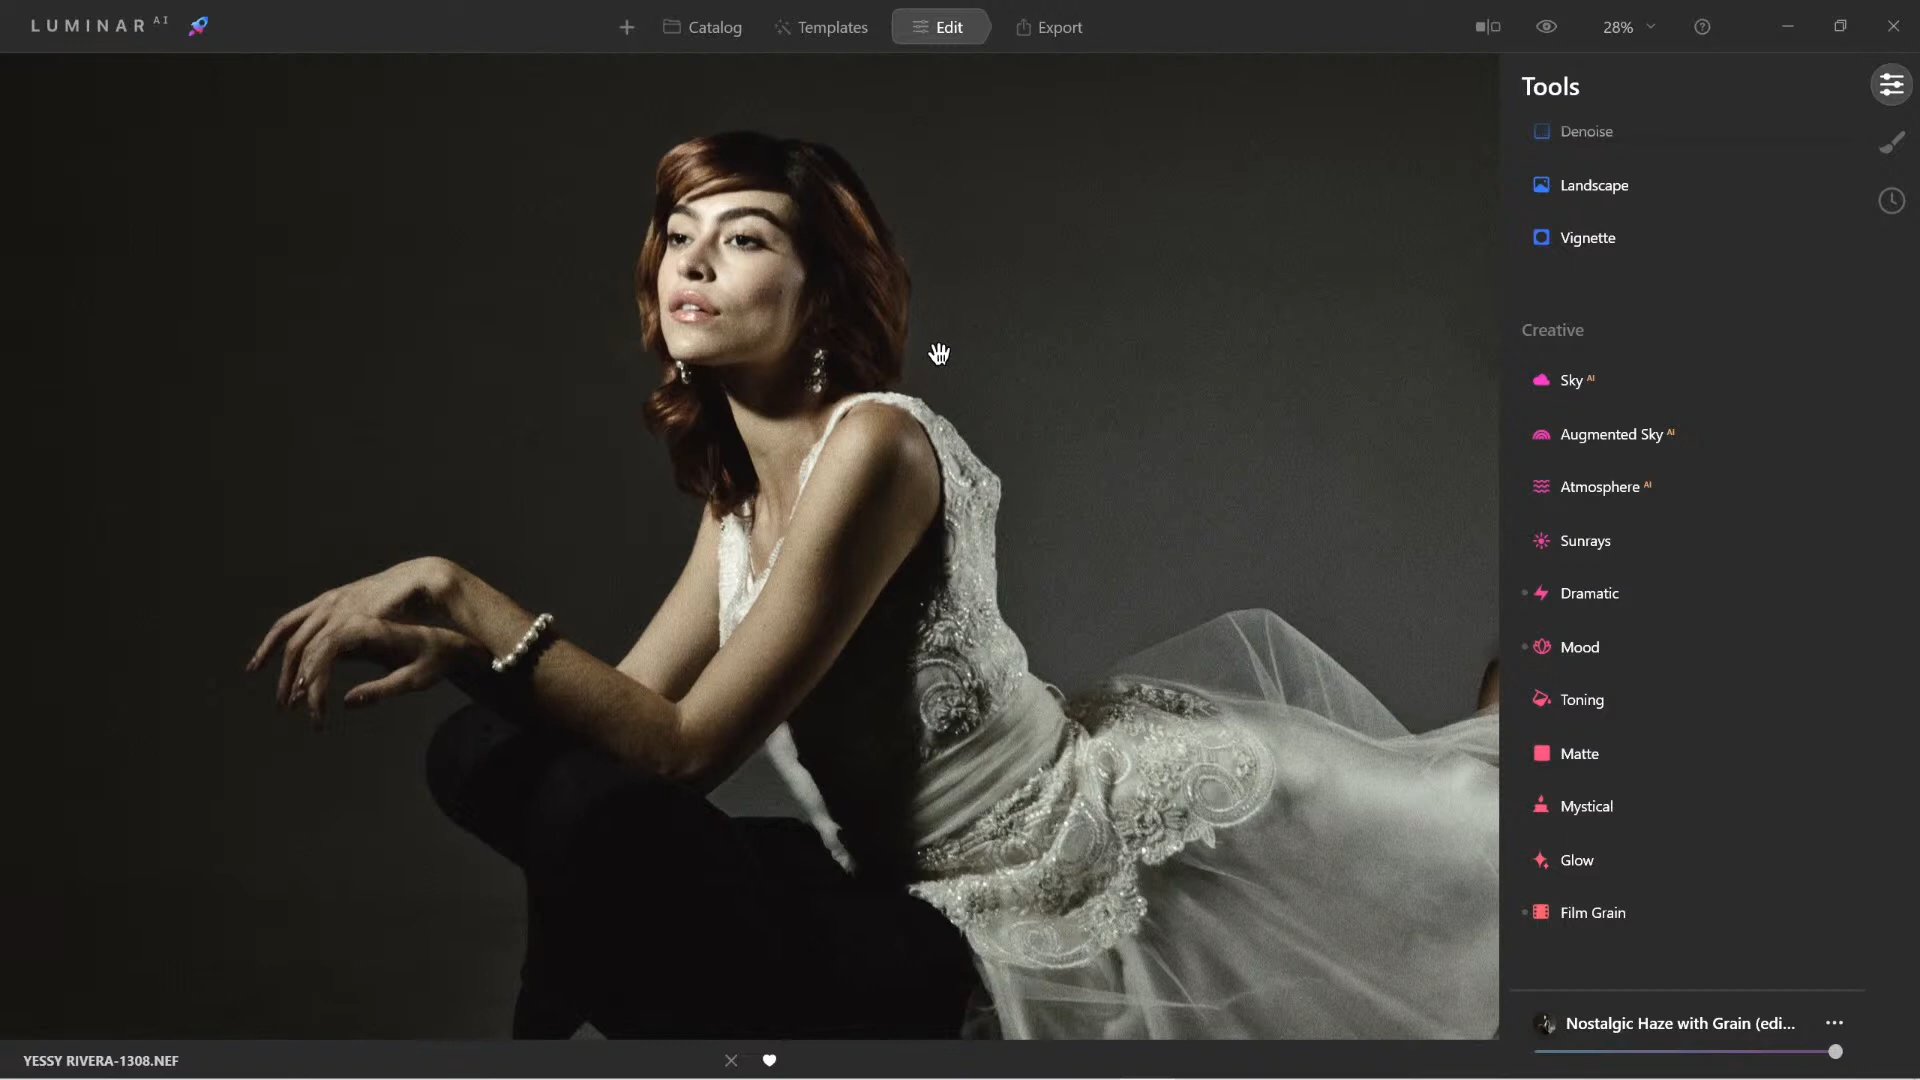 LUMINAR AI
Catalog
Templates
Edit
Export
28%
Tools
Denoise
Landscape
Vignette
Creative
Sky AI
Augmented Sky AI
Atmosphere AI
Sunrays
Dramatic
Mood
Toning
Matte
Mystical
Glow
Film Grain
Nostalgic Haze with Grain (edi...
YESSY RIVERA-1308.NEF